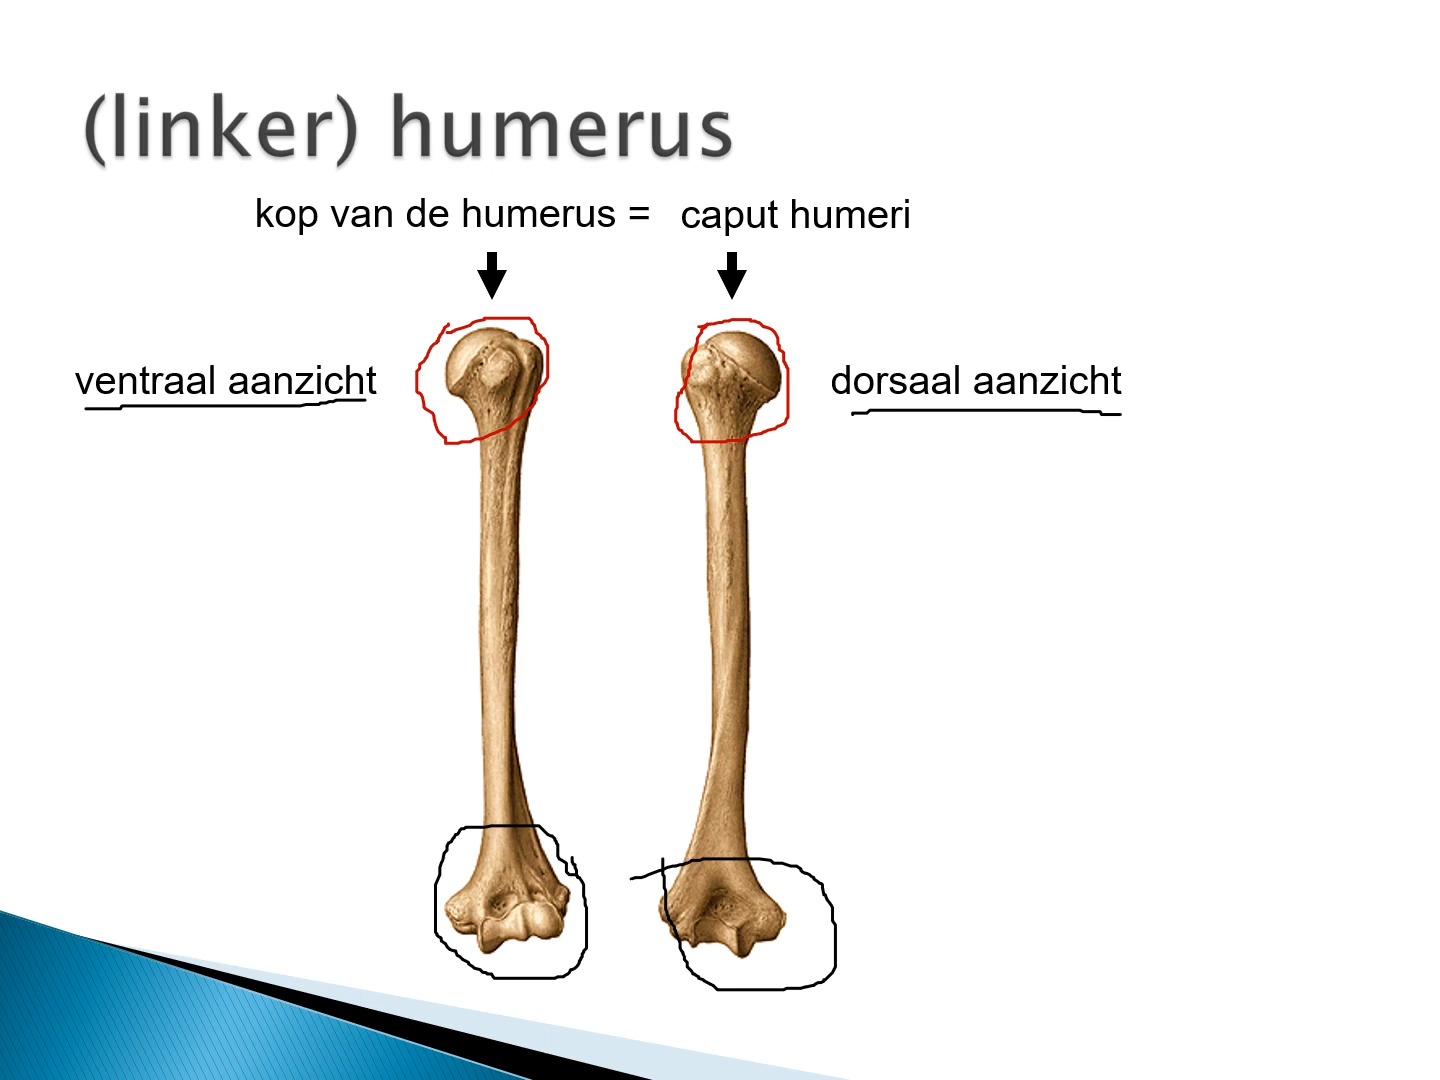 (linker) humerus
kop van de humerus = caput humeri
ventraal aanzicht
dorsaal aanzicht